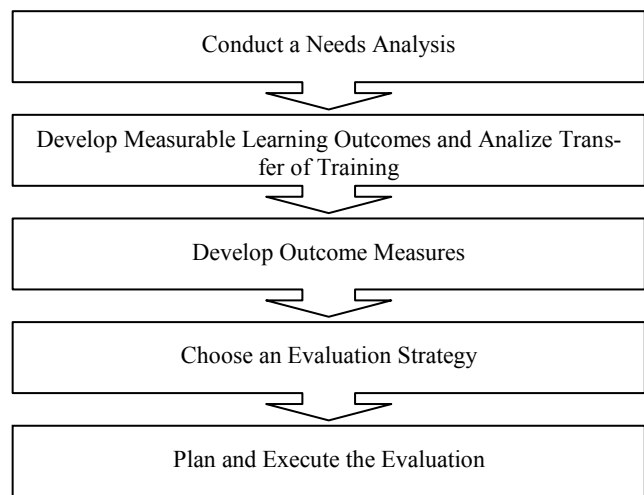 Conduct a Needs Analysis
Develop Measurable Learning Outcomes and Analize Trans-
fer of Training
Develop Outcome Measures
Choose an Evaluation Strategy
Plan and Execute the Evaluation